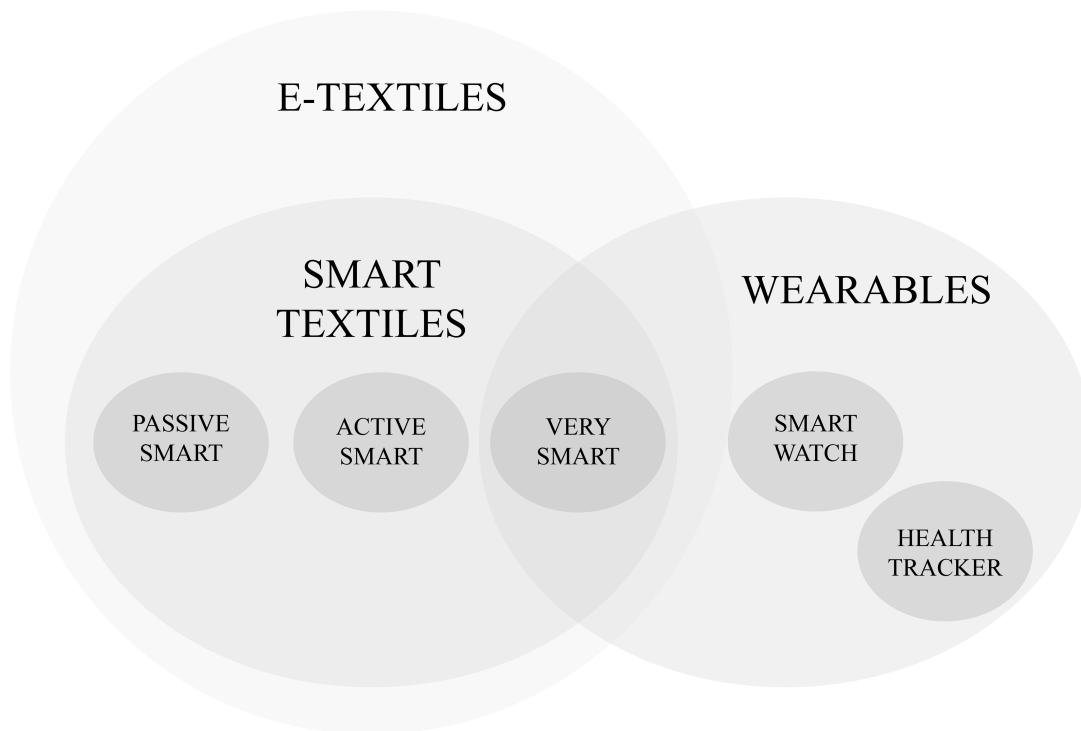 E-TEXTILES
SMART
TEXTILES
WEARABLES
PASSIVE
SMART
ACTIVE
SMART
VERY
SMART
SMART
WATCH
HEALTH
TRACKER